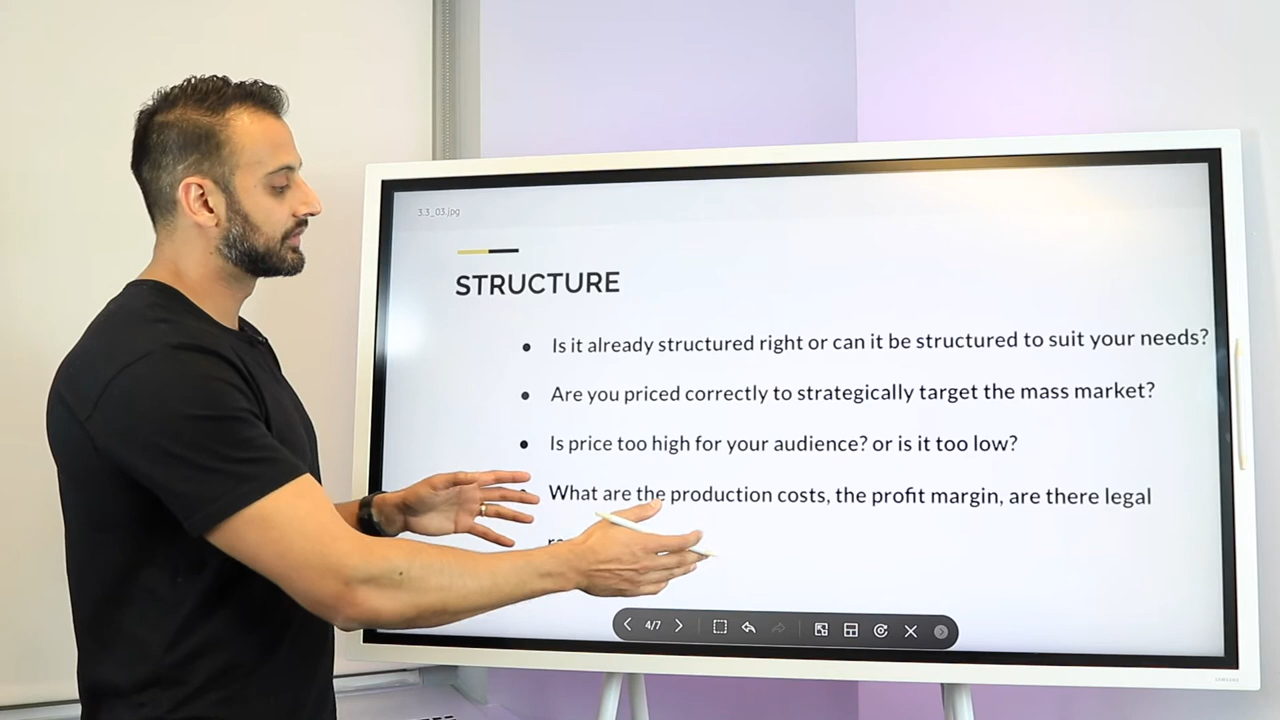 3.3_03.jpg
STRUCTURE
Is it already structured right or can it be structured to suit your needs?
Are you priced correctly to strategically target the mass market?
Is price too high for your audience? or is it too low?
What are the production costs, the profit margin, are there legal
4/7
SAMSUNG